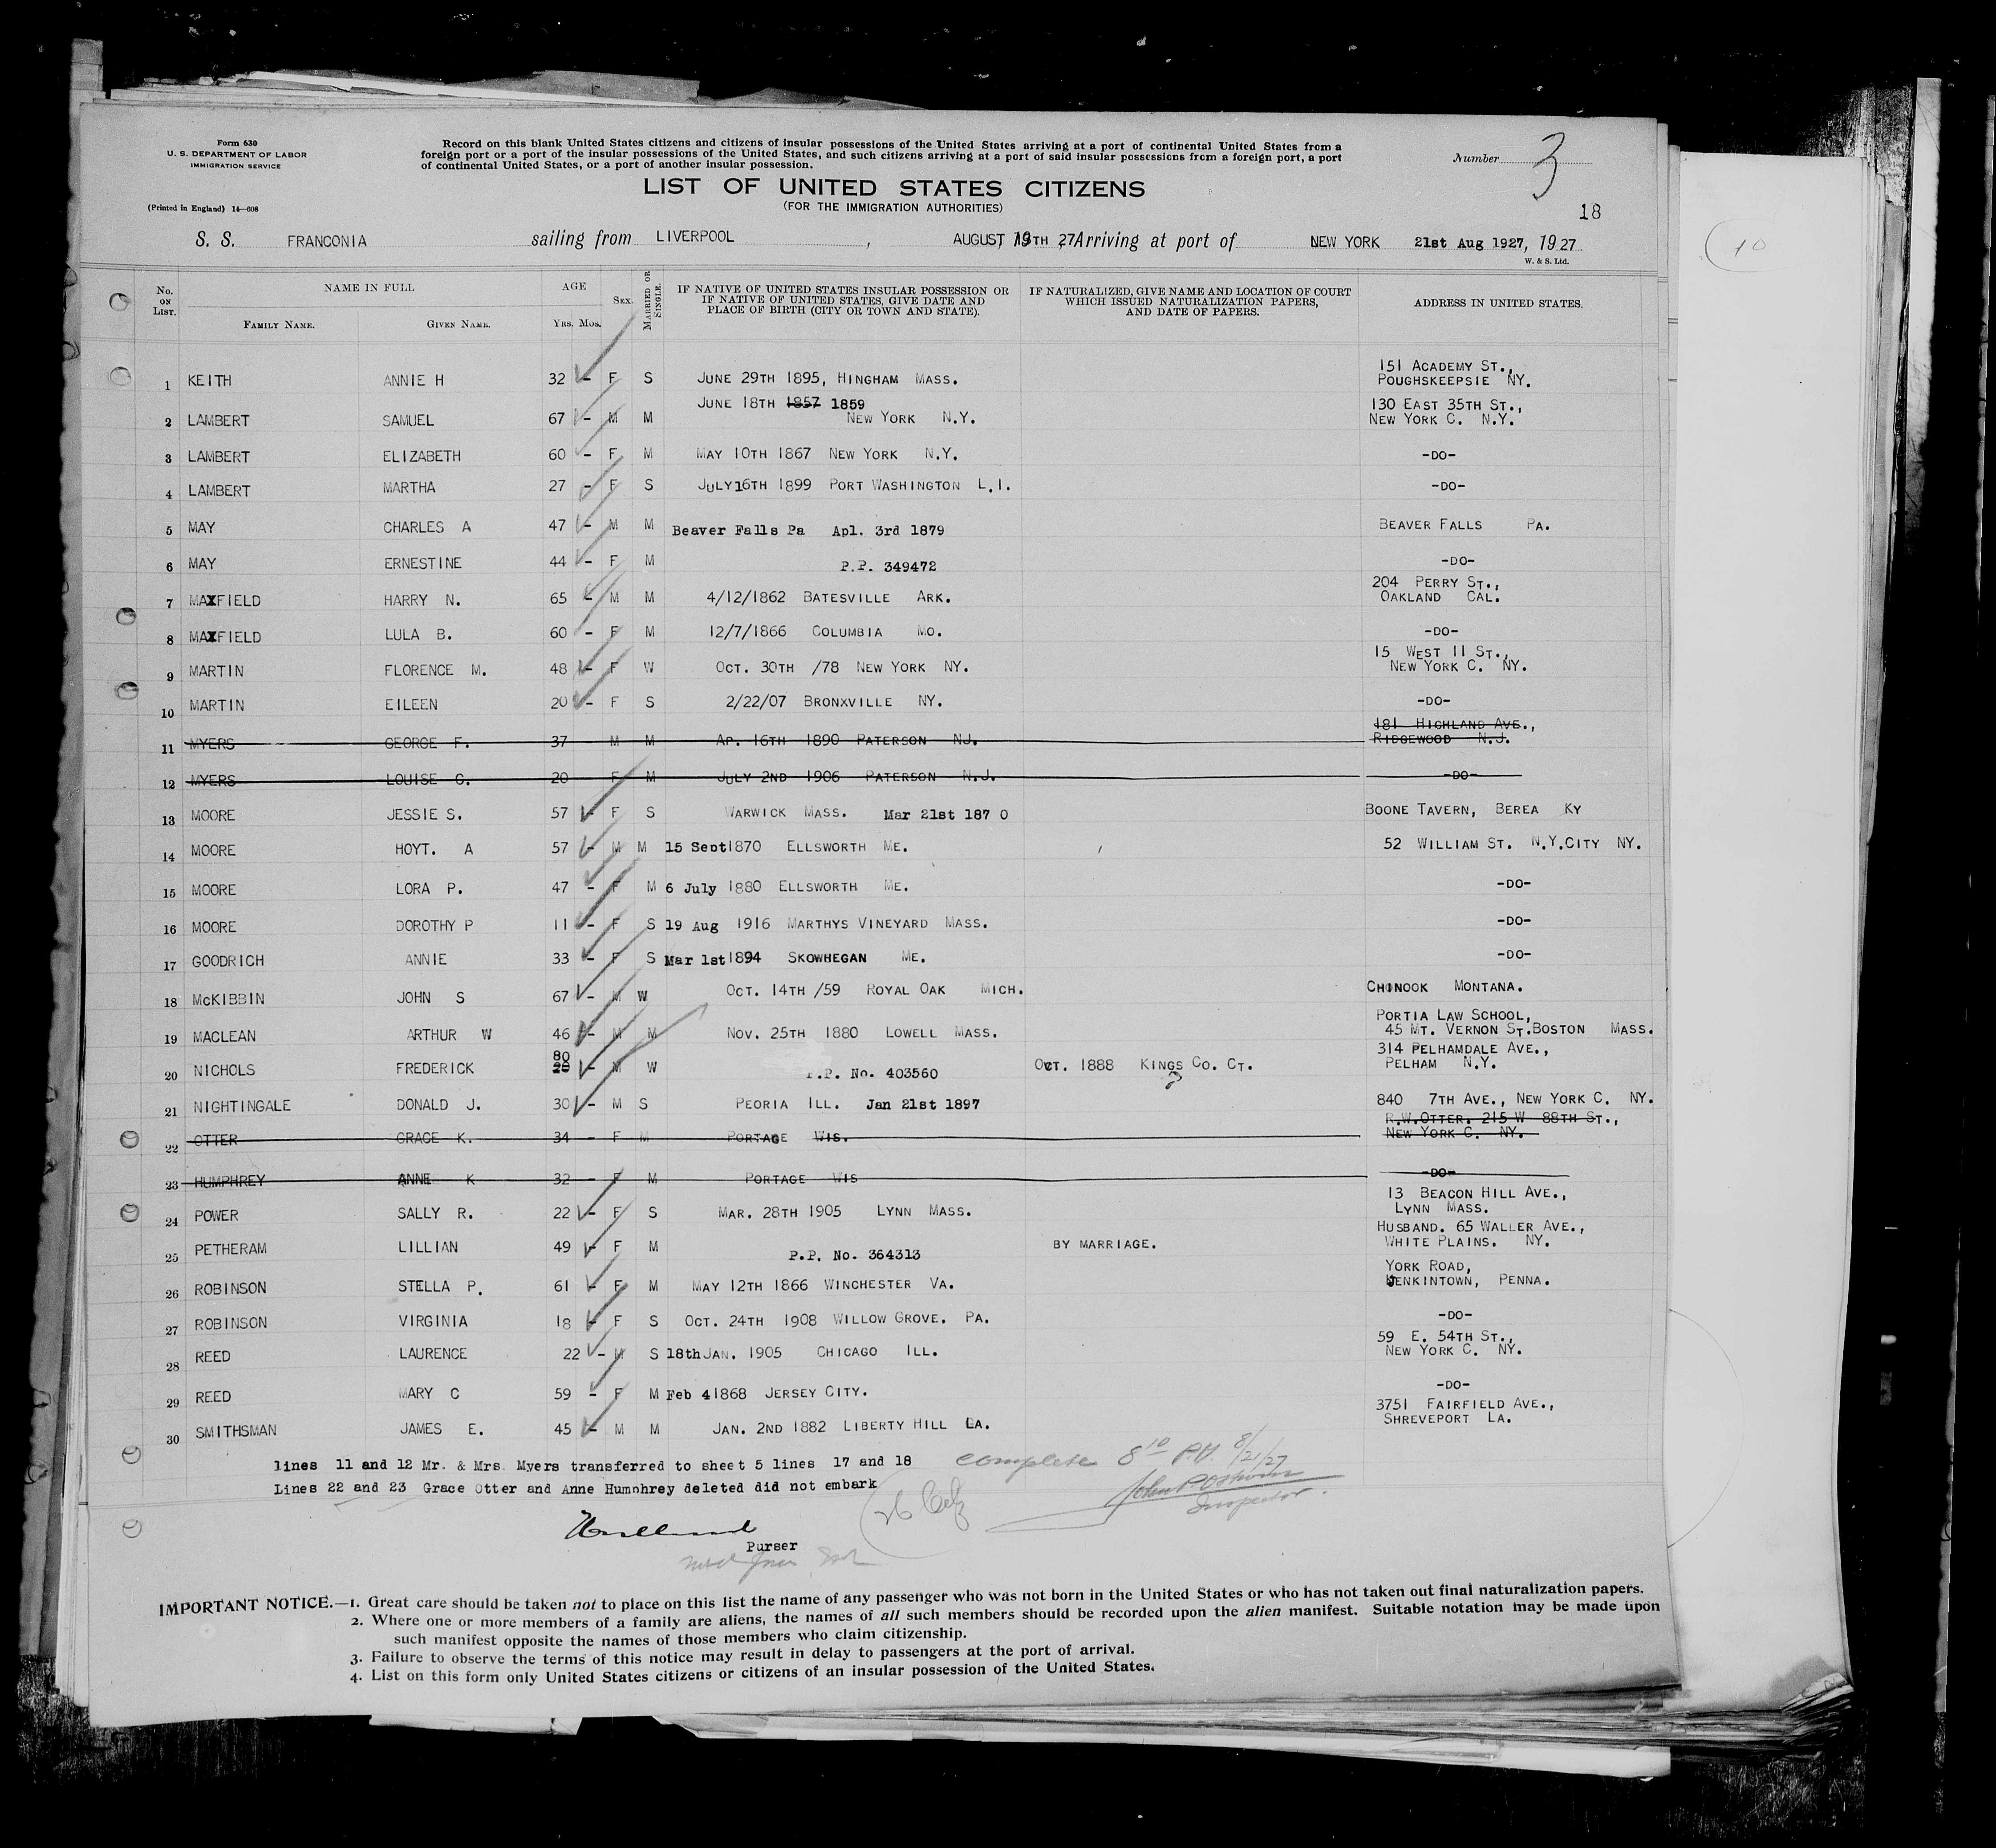 Form 630
U. S. DEPARTMENT OF LABOR
IMMIGRATION SERVICE
(Printed in England) 14—608
Record on this blank United States citizens and citizens of insular possessions of the United States arriving at a port of continental United States from a
foreign port or a port of the insular possessions of the United States, and such citizens arriving at a port of said insular possessions from a foreign port, a port
of continental United States, or a port of another insular possession.
Number 3
LIST OF UNITED STATES CITIZENS
(FOR THE IMMIGRATION AUTHORITIES)
18
10
S. S. FRANCONIA sailing from LIVERPOOL, AUGUST 27 Arriving at port of NEW YORK 21st Aug 1927, 1927
W. & S. Ltd.
No. ON LIST. NAME IN FULL FAMILY NAME. GIVEN NAME. AGE YRS. MOS. SEX. MARRIED OR SINGLE. IF NATIVE OF UNITED STATES INSULAR POSSESSION OR IF NATIVE OF UNITED STATES, GIVE DATE AND PLACE OF BIRTH (CITY OR TOWN AND STATE). IF NATURALIZED, GIVE NAME AND LOCATION OF COURT WHICH ISSUED NATURALIZATION PAPERS, AND DATE OF PAPERS. ADDRESS IN UNITED STATES.
1 KEITH ANNIE H 32 - F S JUNE 29TH 1895, HINGHAM MASS. 151 ACADEMY ST., POUGHSKEEPSIE NY.
2 LAMBERT SAMUEL 67 - M M JUNE 18TH 1857 1859 NEW YORK N.Y. 130 EAST 35TH ST., NEW YORK C. N.Y.
3 LAMBERT ELIZABETH 60 - F M MAY 10TH 1867 NEW YORK N.Y. -DO-
4 LAMBERT MARTHA 27 - F S JULY16TH 1899 PORT WASHINGTON L.I. -DO-
5 MAY CHARLES A 47 - M M Beaver Falls Pa Apl. 3rd 1879 BEAVER FALLS PA.
6 MAY ERNESTINE 44 - F M P.P. 349472 -DO-
7 MAXFIELD HARRY N. 65 - M M 4/12/1862 BATESVILLE ARK. 204 PERRY ST., OAKLAND CAL.
8 MAXFIELD LULA B. 60 - F M 12/7/1866 COLUMBIA MO. -DO-
9 MARTIN FLORENCE M. 48 - F W OCT. 30TH /78 NEW YORK NY. 15 WEST 11 ST., NEW YORK C. NY.
10 MARTIN EILEEN 20 - F S 2/22/07 BRONXVILLE NY. -DO-
11 MYERS GEORGE F. 37 M M AP. 16TH 1890 PATERSON NJ. 181 HIGHLAND AVE., RIDGEWOOD N.J.
12 MYERS LOUISE C. 20 F M JULY 2ND 1906 PATERSON N.J. -DO-
13 MOORE JESSIE S. 57 - F S WARWICK MASS. Mar 21st 187 0 BOONE TAVERN, BEREA KY
14 MOORE HOYT. A 57 - M M 15 Sept1870 ELLSWORTH ME. 52 WILLIAM ST. N.Y.CITY NY.
15 MOORE LORA P. 47 - F M 6 July 1880 ELLSWORTH ME. -DO-
16 MOORE DOROTHY P 11 - F S 19 Aug 1916 MARTHYS VINEYARD MASS. -DO-
17 GOODRICH ANNIE 33 - F S Mar 1st1894 SKOWHEGAN ME. -DO-
18 McKIBBIN JOHN S 67 - M W OCT. 14TH /59 ROYAL OAK MICH. CHINOOK MONTANA.
19 MACLEAN ARTHUR W 46 - M M NOV. 25TH 1880 LOWELL MASS. PORTIA LAW SCHOOL, 45 MT. VERNON ST.BOSTON MASS.
20 NICHOLS FREDERICK 80 - M W P.P. No. 403560 OCT. 1888 KINGS CO. CT. 314 PELHAMDALE AVE., PELHAM N.Y.
21 NIGHTINGALE DONALD J. 30 - M S PEORIA ILL. Jan 21st 1897 840 7TH AVE., NEW YORK C. NY.
22 OTTER GRACE K. 34 - F M PORTAGE WIS. R.W.OTTER. 215 W 88TH ST., NEW YORK C. NY.
23 HUMPHREY ANNE K 32 - F M PORTAGE WIS -DO-
24 POWER SALLY R. 22 - F S MAR. 28TH 1905 LYNN MASS. 13 BEACON HILL AVE., LYNN MASS.
25 PETHERAM LILLIAN 49 - F M P.P. No. 364313 BY MARRIAGE. HUSBAND. 65 WALLER AVE., WHITE PLAINS. NY.
26 ROBINSON STELLA P. 61 - F M MAY 12TH 1866 WINCHESTER VA. YORK ROAD, JENKINTOWN, PENNA.
27 ROBINSON VIRGINIA 18 - F S OCT. 24TH 1908 WILLOW GROVE. PA. -DO-
28 REED LAURENCE 22 - M S 18thJAN. 1905 CHICAGO ILL. 59 E. 54TH ST., NEW YORK C. NY.
29 REED MARY C 59 - F M Feb 41868 JERSEY CITY. -DO-
30 SMITHSMAN JAMES E. 45 - M M JAN. 2ND 1882 LIBERTY HILL LA. 3751 FAIRFIELD AVE., SHREVEPORT LA.
lines 11 and 12 Mr. & Mrs. Myers transferred to sheet 5 lines 17 and 18
Lines 22 and 23 Grace Otter and Anne Humphrey deleted did not embark
complete 8 10 P.M. 8/21/27
Inspector.
Purser
IMPORTANT NOTICE.—1. Great care should be taken not to place on this list the name of any passenger who was not born in the United States or who has not taken out final naturalization papers.
2. Where one or more members of a family are aliens, the names of all such members should be recorded upon the alien manifest. Suitable notation may be made upon
such manifest opposite the names of those members who claim citizenship.
3. Failure to observe the terms of this notice may result in delay to passengers at the port of arrival.
4. List on this form only United States citizens or citizens of an insular possession of the United States.